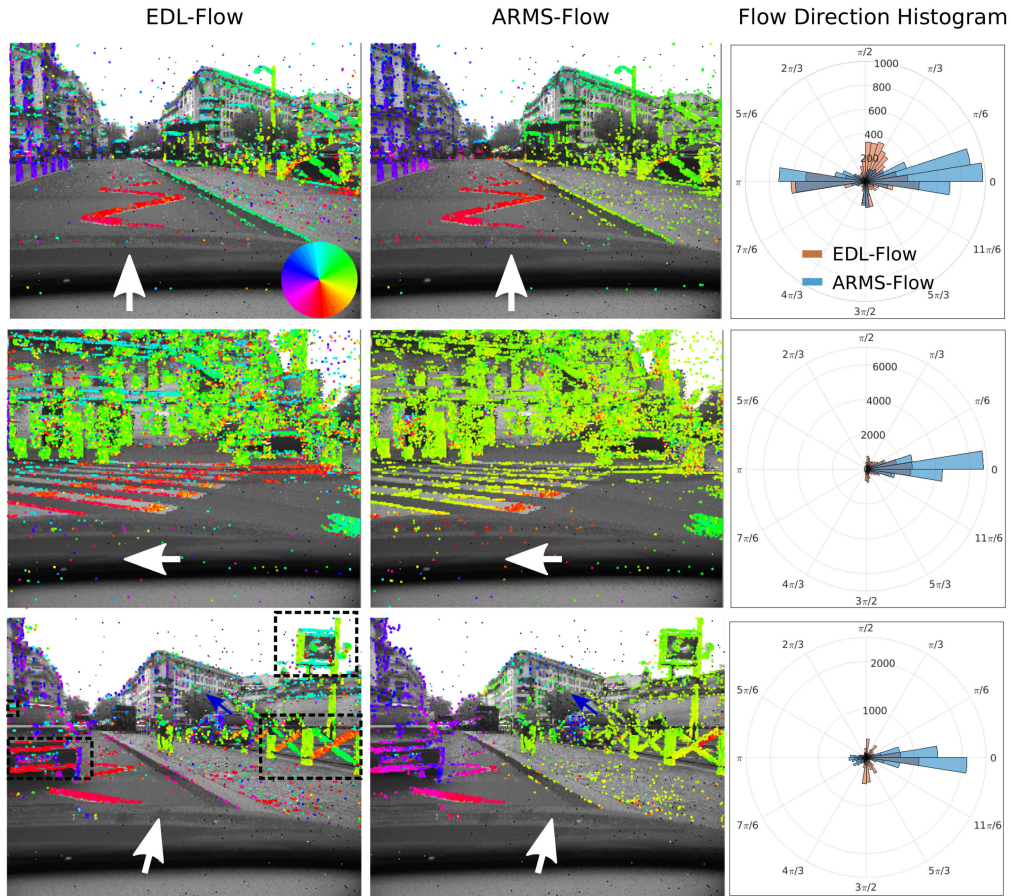 EDL-Flow ARMS-Flow Flow Direction Histogram
π/2
2π/3 1000 π/3
800
5π/6 600 π/6
400
200
π 0
7π/6 11π/6
EDL-Flow
ARMS-Flow
4π/3 5π/3
3π/2
π/2
2π/3 6000 π/3
4000
5π/6 π/6
2000
π 0
7π/6 11π/6
4π/3 5π/3
3π/2
π/2
2π/3 2000 π/3
5π/6 π/6
1000
π 0
7π/6 11π/6
4π/3 5π/3
3π/2